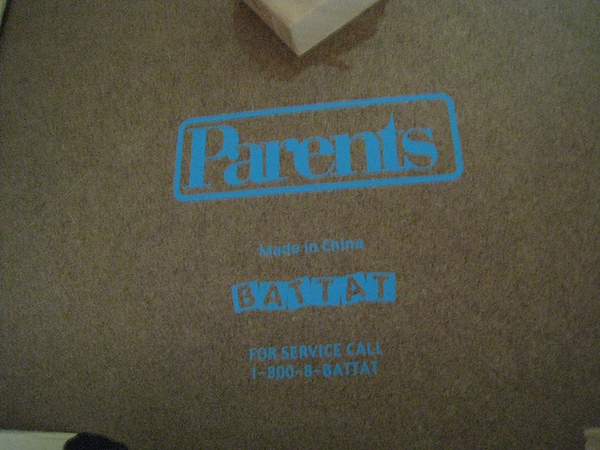 Parents
Made in China
BATTAT
FOR SERVICE CALL
1-800-8-BATTAT